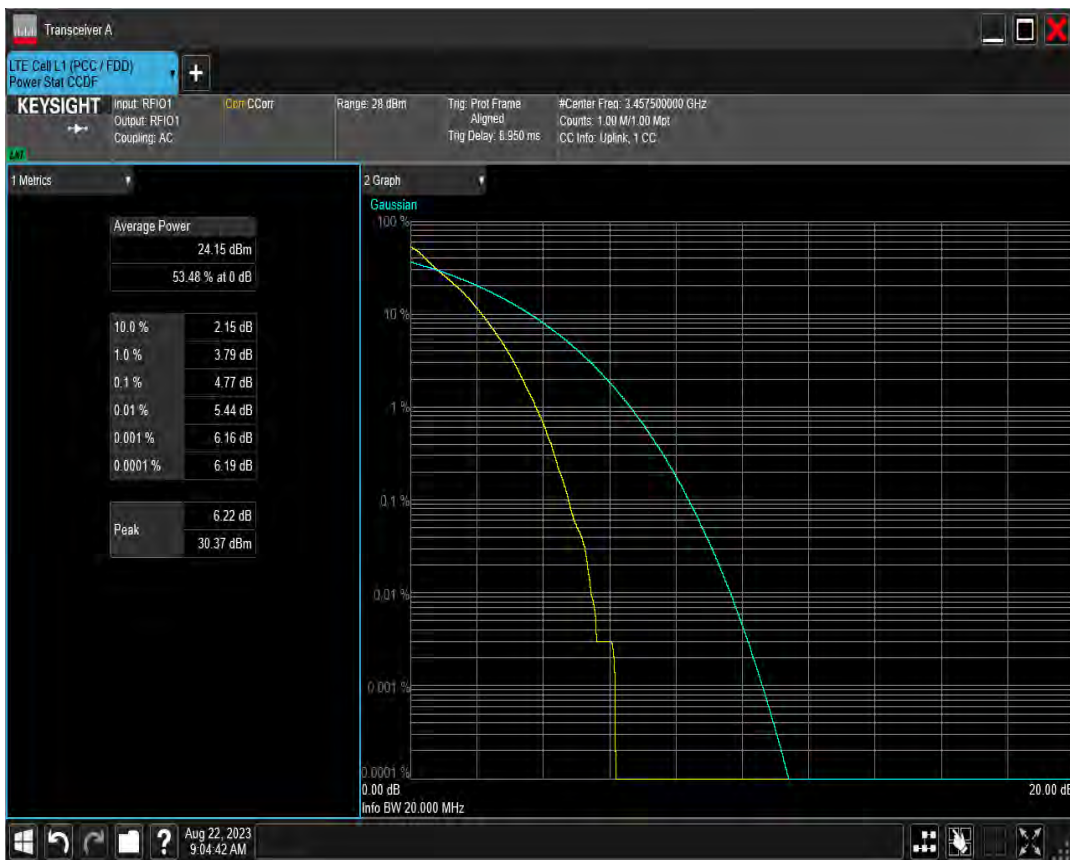 Transceiver A
LTE Cell L1 (PCC / FDD)
Power Stat CCDF
KEYSIGHT
Input: RFIO1
Output: RFIO1
Coupling: AC
Corr CCorr
Range: 28 dBm
Trig: Prot Frame
Aligned
Trig Delay: 8.950 ms
#Center Freq: 3.457500000 GHz
Counts: 1.00 M/1.00 Mpt
CC Info: Uplink, 1 CC
1 Metrics
Average Power
24.15 dBm
53.48 % at 0 dB
10.0 % 2.15 dB
1.0 % 3.79 dB
0.1 % 4.77 dB
0.01 % 5.44 dB
0.001 % 6.16 dB
0.0001 % 6.19 dB
Peak
6.22 dB
30.37 dBm
2 Graph
Gaussian
100 %
10 %
1 %
0.1 %
0.01 %
0.001 %
0.0001 %
0.00 dB 20.00 dB
Info BW 20.000 MHz
Aug 22, 2023
9:04:42 AM